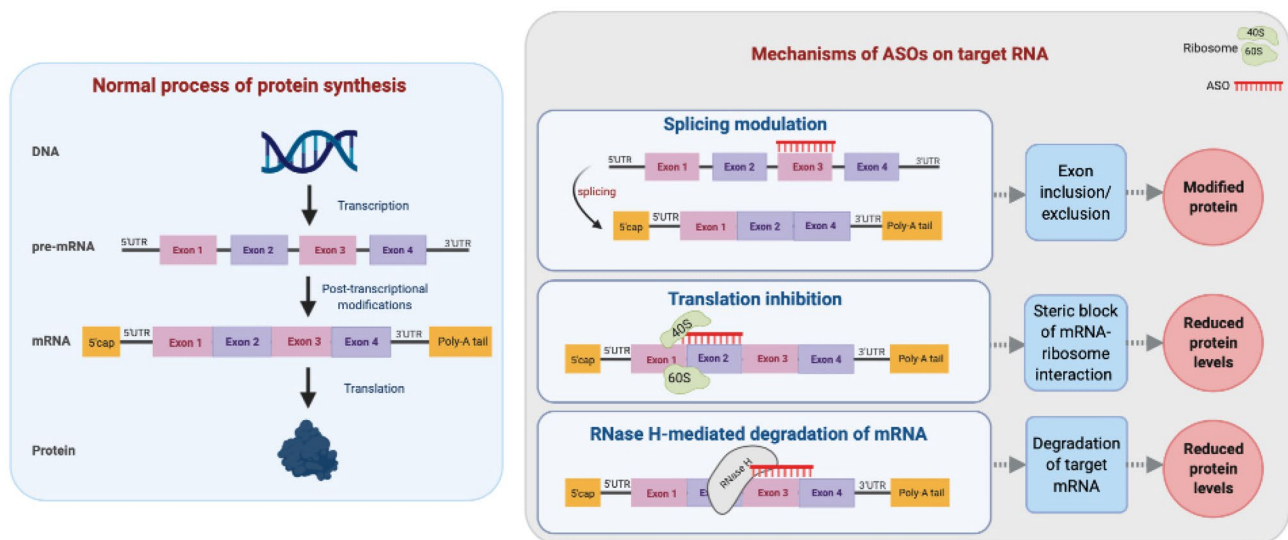 Normal process of protein synthesis
DNA
Transcription
pre-mRNA
5'UTR
Exon 1
Exon 2
Exon 3
Exon 4
3'UTR
Post-transcriptional
modifications
mRNA
5'cap
5'UTR
Exon 1
Exon 2
Exon 3
Exon 4
3'UTR
Poly-A tail
Translation
Protein
Mechanisms of ASOs on target RNA
Ribosome
40S
60S
ASO
Splicing modulation
5'UTR
Exon 1
Exon 2
Exon 3
Exon 4
3'UTR
splicing
5'cap
5'UTR
Exon 1
Exon 2
Exon 4
3'UTR
Poly-A tail
Exon
inclusion/
exclusion
Modified
protein
Translation inhibition
40S
60S
5'cap
5'UTR
Exon 1
Exon 2
Exon 3
Exon 4
3'UTR
Poly-A tail
Steric block
of mRNA-
ribosome
interaction
Reduced
protein
levels
RNase H-mediated degradation of mRNA
RNase H
5'cap
5'UTR
Exon 1
E
Exon 3
Exon 4
3'UTR
Poly-A tail
Degradation
of target
mRNA
Reduced
protein
levels